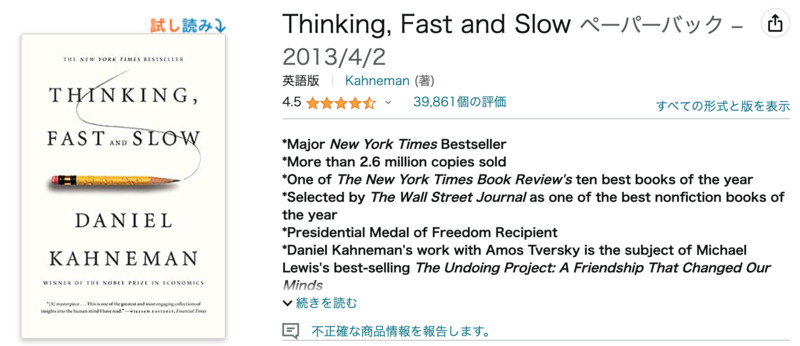 試し読み
THE NEW YORK TIMES BESTSELLER
THINKING,
FAST AND SLOW
DANIEL
KAHNEMAN
WINNER OF THE NOBEL PRIZE IN ECONOMICS
"[A] masterpiece . . . This is one of the greatest and most engaging collections of
insights into the human mind I have read." —WILLIAM EASTERLY, Financial Times
Thinking, Fast and Slow ペーパーバック –
2013/4/2
英語版 | Kahneman (著)
4.5 39,861個の評価
すべての形式と版を表示
*Major New York Times Bestseller
*More than 2.6 million copies sold
*One of The New York Times Book Review's ten best books of the year
*Selected by The Wall Street Journal as one of the best nonfiction books of
the year
*Presidential Medal of Freedom Recipient
*Daniel Kahneman's work with Amos Tversky is the subject of Michael
Lewis's best-selling The Undoing Project: A Friendship That Changed Our
Minds
続きを読む
不正確な商品情報を報告します。